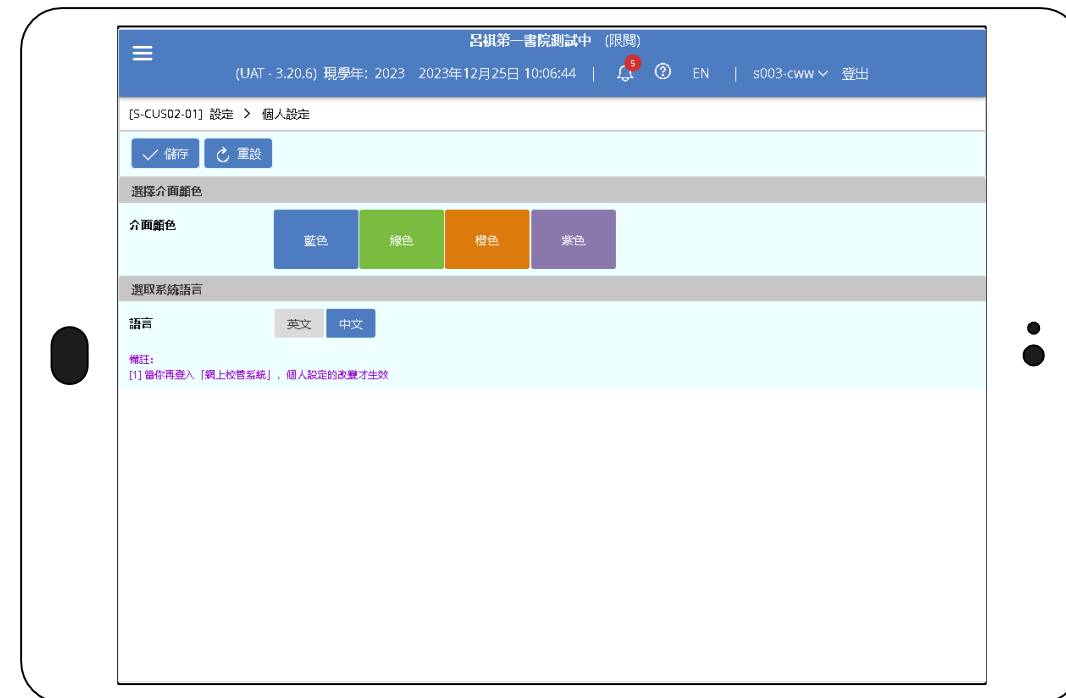 呂祺第一書院測試中 (限閱)
(UAT - 3.20.6) 現學年: 2023 2023年12月25日 10:06:44 | 5 EN | s003-cww 登出
[S-CUS02-01] 設定 > 個人設定
儲存 重設
選擇介面顏色
介面顏色 藍色 綠色 橙色 紫色
選取系統語言
語言 英文 中文
備註:
[1] 當你再登入「網上校管系統」, 個人設定的改變才生效